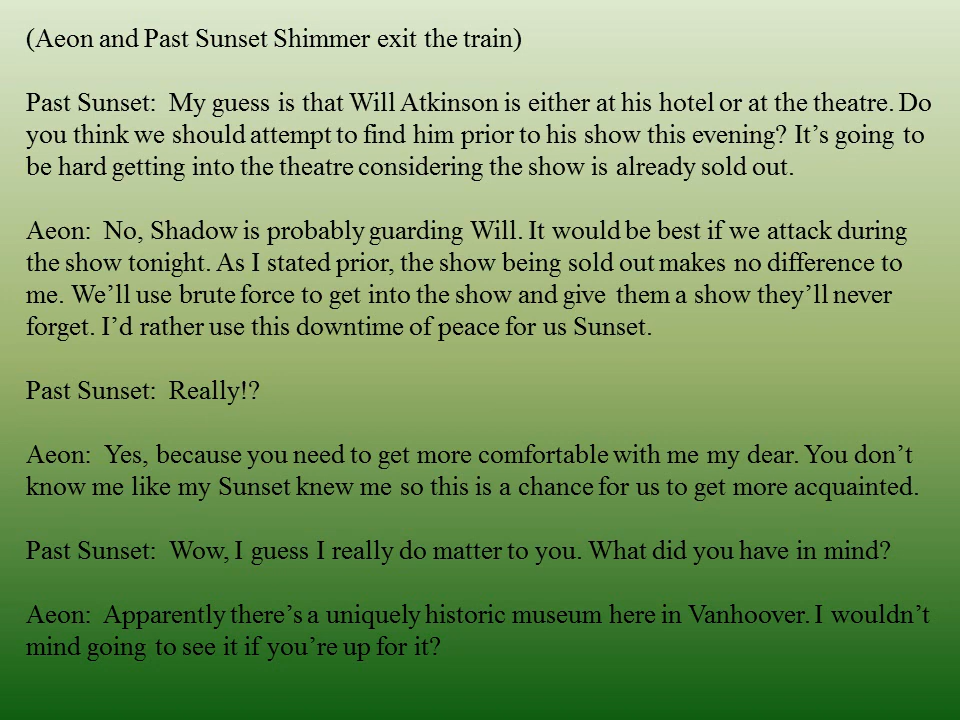 (Aeon and Past Sunset Shimmer exit the train)
Past Sunset:  My guess is that Will Atkinson is either at his hotel or at the theatre. Do
you think we should attempt to find him prior to his show this evening? It’s going to
be hard getting into the theatre considering the show is already sold out.
Aeon:  No, Shadow is probably guarding Will. It would be best if we attack during
the show tonight. As I stated prior, the show being sold out makes no difference to
me. We’ll use brute force to get into the show and give them a show they’ll never
forget. I’d rather use this downtime of peace for us Sunset.
Past Sunset:  Really!?
Aeon:  Yes, because you need to get more comfortable with me my dear. You don’t
know me like my Sunset knew me so this is a chance for us to get more acquainted.
Past Sunset:  Wow, I guess I really do matter to you. What did you have in mind?
Aeon:  Apparently there’s a uniquely historic museum here in Vanhoover. I wouldn’t
mind going to see it if you’re up for it?